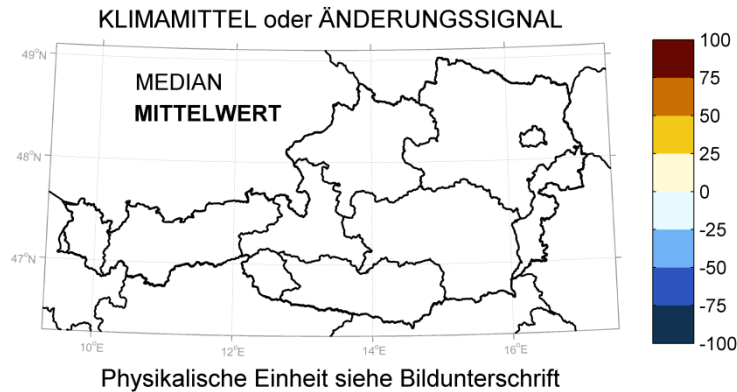 KLIMAMITTEL oder ÄNDERUNGSSIGNAL
49°N
MEDIAN
MITTELWERT
48°N
47°N
10°E 12°E 14°E 16°E
100
75
50
25
0
-25
-50
-75
-100
Physikalische Einheit siehe Bildunterschrift